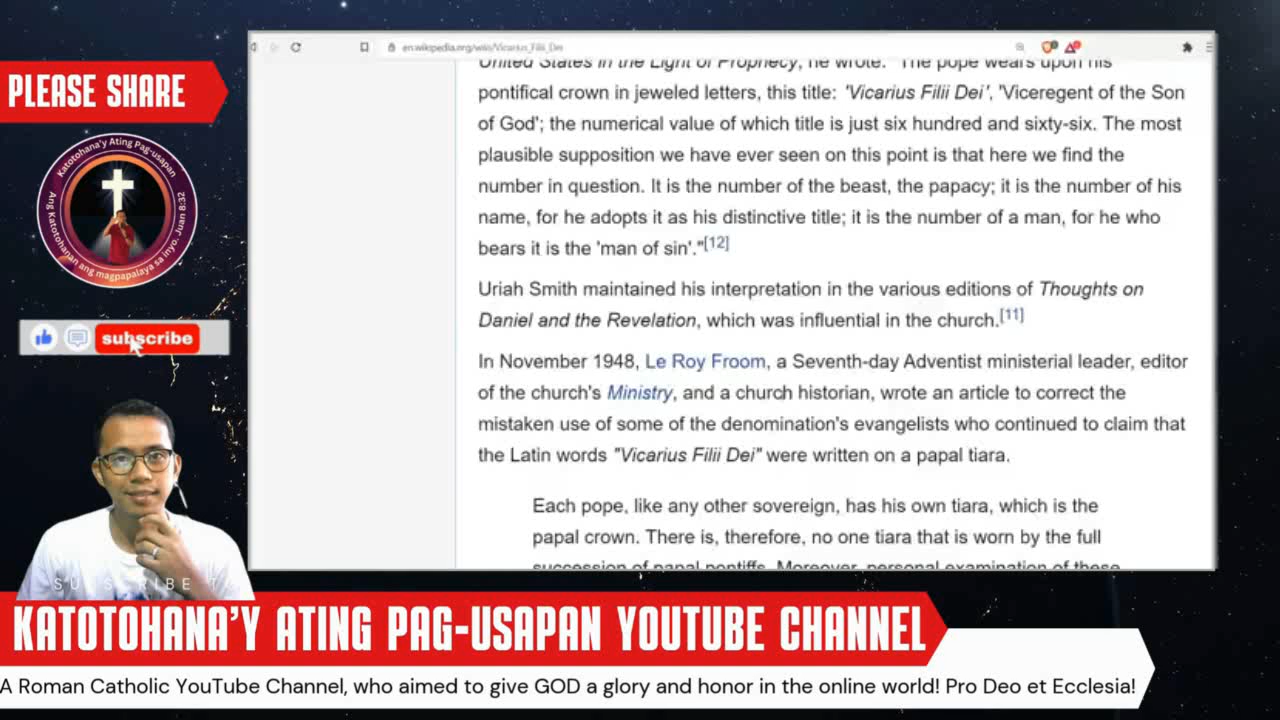 PLEASE SHARE
Katotohana'y Ating Pag-usapan
Ang Katotohanan ang magpapalaya sa inyo. Juan 8:32
subscribe
SUBSCRIBE
en.wikipedia.org/wiki/Vicarius_Filii_Dei
United States in the Light of Prophecy, he wrote: "The pope wears upon his
pontifical crown in jeweled letters, this title: 'Vicarius Filii Dei', 'Viceregent of the Son
of God'; the numerical value of which title is just six hundred and sixty-six. The most
plausible supposition we have ever seen on this point is that here we find the
number in question. It is the number of the beast, the papacy; it is the number of his
name, for he adopts it as his distinctive title; it is the number of a man, for he who
bears it is the 'man of sin'."[12]
Uriah Smith maintained his interpretation in the various editions of Thoughts on
Daniel and the Revelation, which was influential in the church.[11]
In November 1948, Le Roy Froom, a Seventh-day Adventist ministerial leader, editor
of the church's Ministry, and a church historian, wrote an article to correct the
mistaken use of some of the denomination's evangelists who continued to claim that
the Latin words "Vicarius Filii Dei" were written on a papal tiara.
Each pope, like any other sovereign, has his own tiara, which is the
papal crown. There is, therefore, no one tiara that is worn by the full
succession of papal pontiffs. Moreover, personal examination of these
KATOTOHANA'Y ATING PAG-USAPAN YOUTUBE CHANNEL
A Roman Catholic YouTube Channel, who aimed to give GOD a glory and honor in the online world! Pro Deo et Ecclesia!